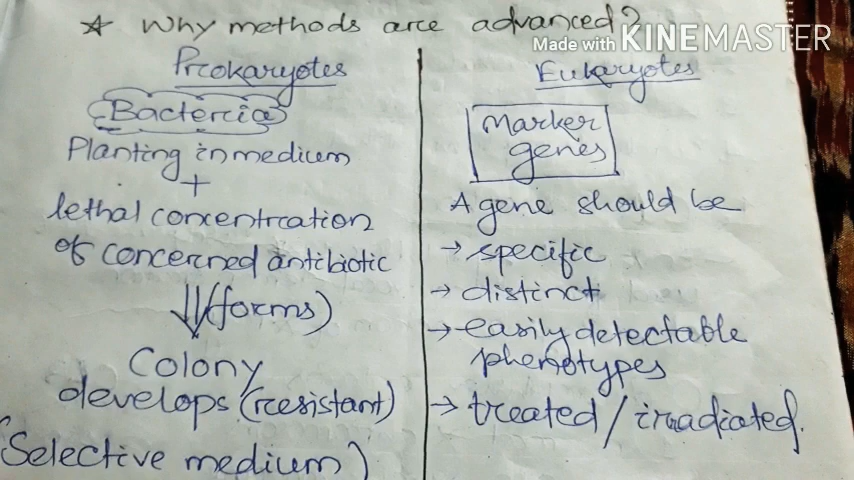 * Why methods are advanced?
Made with KINEMASTER
Prokaryotes
Bacteria
Planting in medium
+
lethal concentration
of concerned antibiotic
(forms)
Colony
develops (resistant)
(Selective medium)
Eukaryotes
Marker
genes
A gene should be
→ specific
→ distinct
→ easily detectable
phenotypes
→ treated / irradiated.